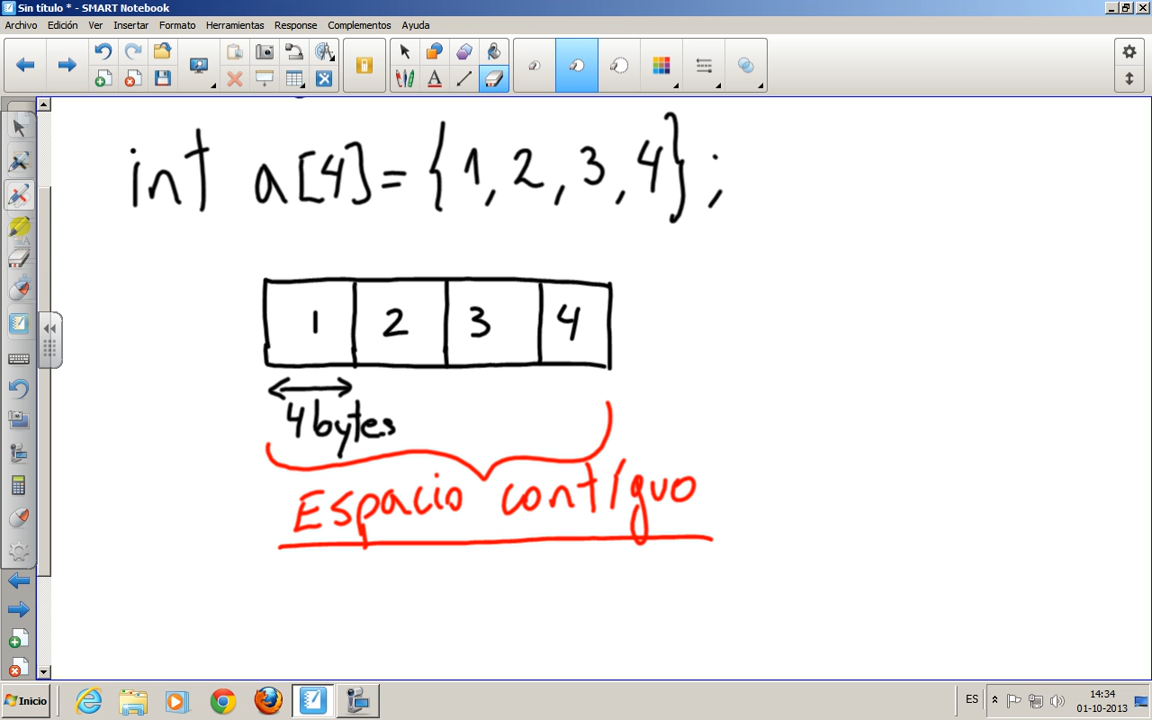 Sin título * - SMART Notebook
Archivo Edición Ver Insertar Formato Herramientas Response Complementos Ayuda
int a[4]={1,2,3,4};
1 2 3 4
4 bytes
Espacio contíguo
Inicio
ES
14:34
01-10-2013